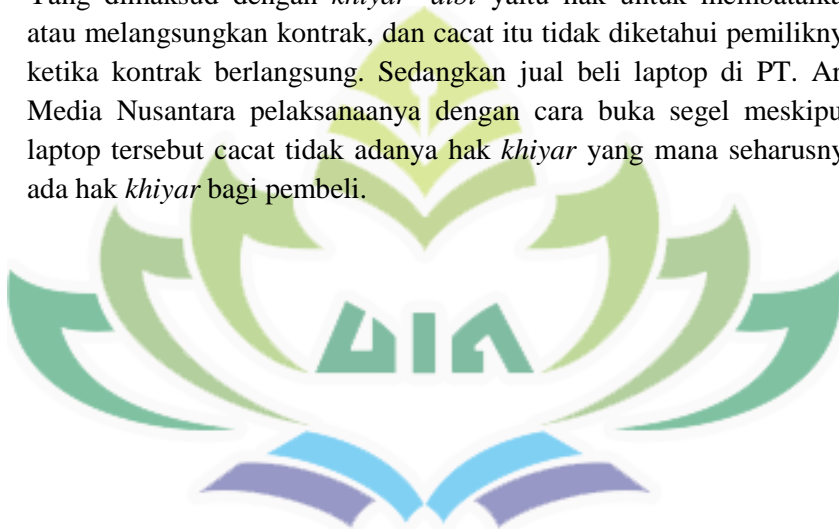 Yang dimaksud dengan khiyar 'aibi yaitu hak untuk membatalka
atau melangsungkan kontrak, dan cacat itu tidak diketahui pemilikny
ketika kontrak berlangsung. Sedangkan jual beli laptop di PT. Ar
Media Nusantara pelaksanaanya dengan cara buka segel meskipu
laptop tersebut cacat tidak adanya hak khiyar yang mana seharusny
ada hak khiyar bagi pembeli.
UIN